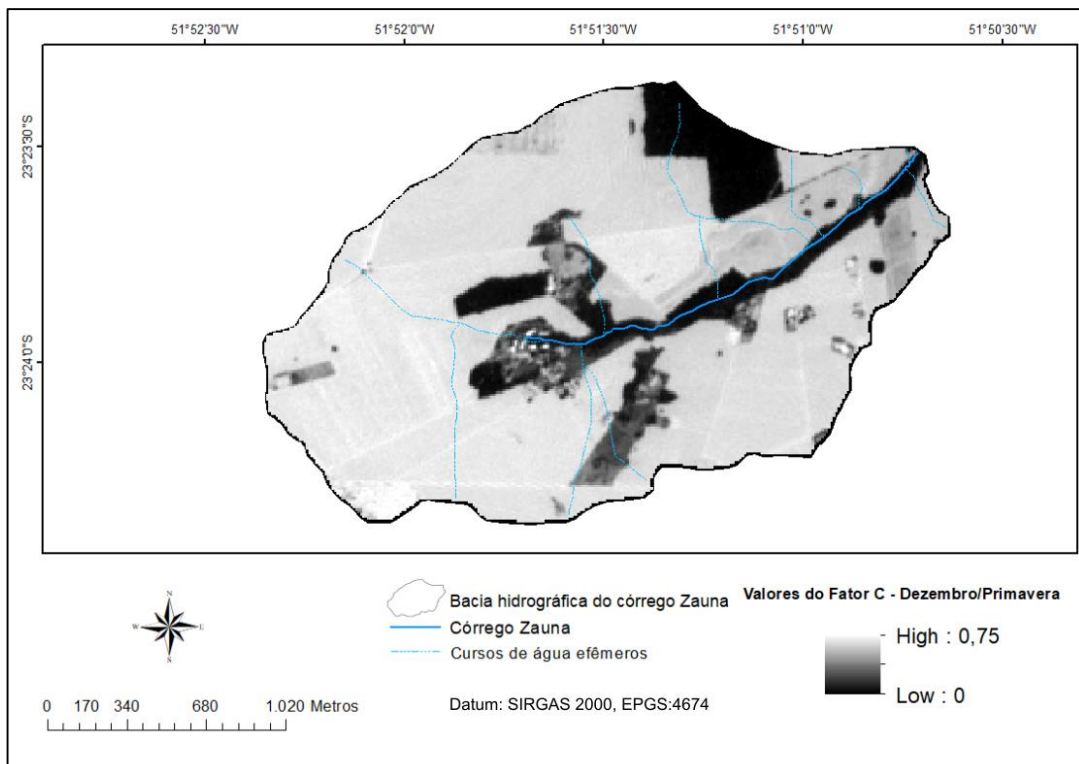 51°52'30"W 51°52'0"W 51°51'30"W 51°51'0"W 51°50'30"W
23°23'30"S
23°24'0"S
N
W E
S
Bacia hidrográfica do córrego Zauna
Córrego Zauna
Cursos de água efêmeros
Valores do Fator C - Dezembro/Primavera
High : 0,75
Low : 0
0 170 340 680 1.020 Metros
Datum: SIRGAS 2000, EPGS:4674